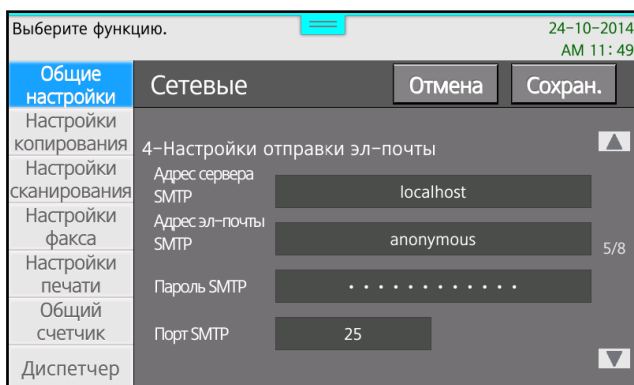 Выберите функцию.
24-10-2014
AM 11:49
Общие
настройки
Сетевые
Отмена
Сохран.
Настройки
копирования
Настройки
сканирования
Настройки
факса
Настройки
печати
Общий
счетчик
Диспетчер
4-Настройки отправки эл-почты
Адрес сервера
SMTP
localhost
Адрес эл-почты
SMTP
anonymous
5/8
Пароль SMTP
• • • • • • • • • • • •
Порт SMTP
25